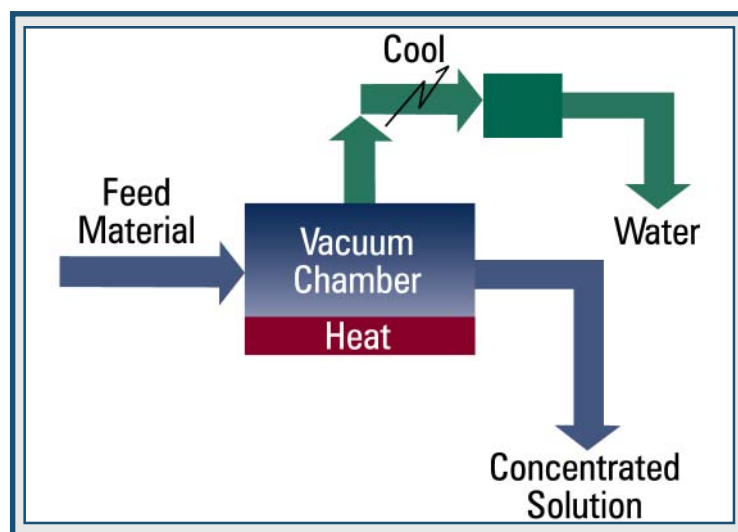 Cool
Feed
Material
Water
Vacuum
Chamber
Heat
Concentrated
Solution